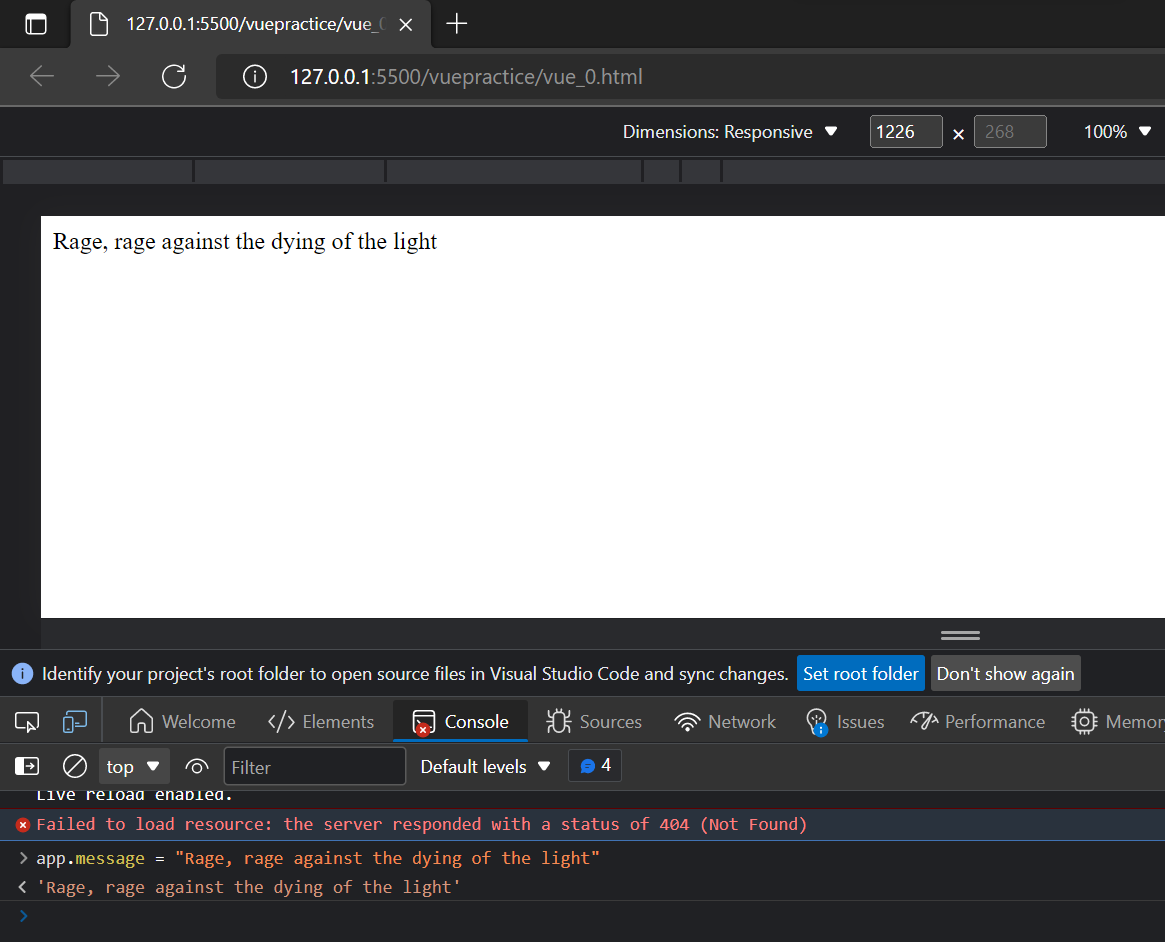 127.0.0.1:5500/vuepractice/vue_
127.0.0.1:5500/vuepractice/vue_0.html
Dimensions: Responsive 1226 × 268 100%
Rage, rage against the dying of the light
Identify your project's root folder to open source files in Visual Studio Code and sync changes. Set root folder Don't show again
Welcome </> Elements Console Sources Network Issues Performance Memor
top Filter Default levels 4
Live reload enabled.
Failed to load resource: the server responded with a status of 404 (Not Found)
> app.message = "Rage, rage against the dying of the light"
< 'Rage, rage against the dying of the light'
>